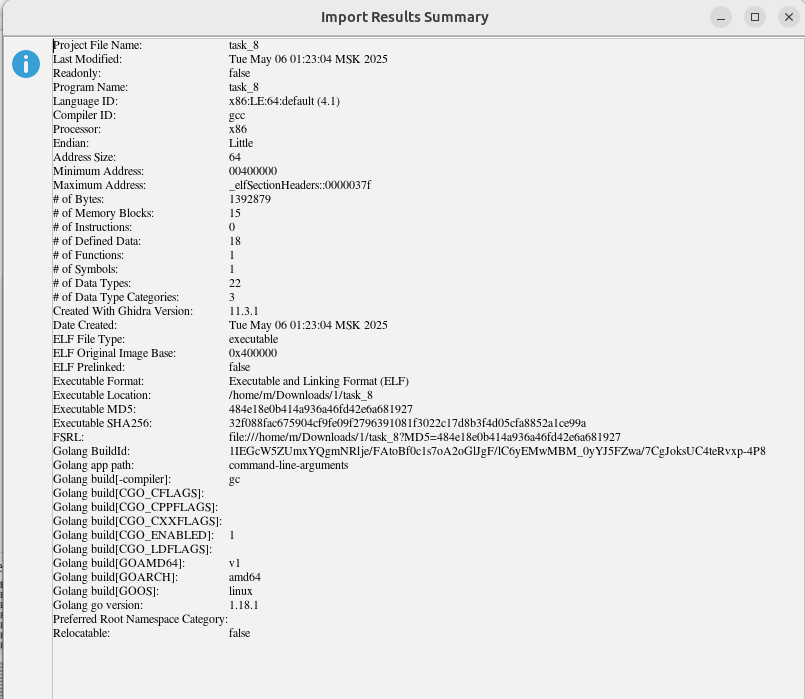 Import Results Summary
Project File Name: task_8
Last Modified: Tue May 06 01:23:04 MSK 2025
Readonly: false
Program Name: task_8
Language ID: x86:LE:64:default (4.1)
Compiler ID: gcc
Processor: x86
Endian: Little
Address Size: 64
Minimum Address: 00400000
Maximum Address: _elfSectionHeaders::0000037f
# of Bytes: 1392879
# of Memory Blocks: 15
# of Instructions: 0
# of Defined Data: 18
# of Functions: 1
# of Symbols: 1
# of Data Types: 22
# of Data Type Categories: 3
Created With Ghidra Version: 11.3.1
Date Created: Tue May 06 01:23:04 MSK 2025
ELF File Type: executable
ELF Original Image Base: 0x400000
ELF Prelinked: false
Executable Format: Executable and Linking Format (ELF)
Executable Location: /home/m/Downloads/1/task_8
Executable MD5: 484e18e0b414a936a46fd42e6a681927
Executable SHA256: 32f088fac675904cf9fe09f2796391081f3022c17d8b3f4d05cfa8852a1ce99a
FSRL: file:///home/m/Downloads/1/task_8?MD5=484e18e0b414a936a46fd42e6a681927
Golang BuildId: 1IEGcW5ZUmxYQgmNRlje/FAtoBf0c1s7oA2oGlJgF/lC6yEMwMBM_0yYJ5FZwa/7CgJoksUC4teRvxp-4P8
Golang app path: command-line-arguments
Golang build[-compiler]: gc
Golang build[CGO_CFLAGS]:
Golang build[CGO_CPPFLAGS]:
Golang build[CGO_CXXFLAGS]:
Golang build[CGO_ENABLED]: 1
Golang build[CGO_LDFLAGS]:
Golang build[GOAMD64]: v1
Golang build[GOARCH]: amd64
Golang build[GOOS]: linux
Golang go version: 1.18.1
Preferred Root Namespace Category:
Relocatable: false